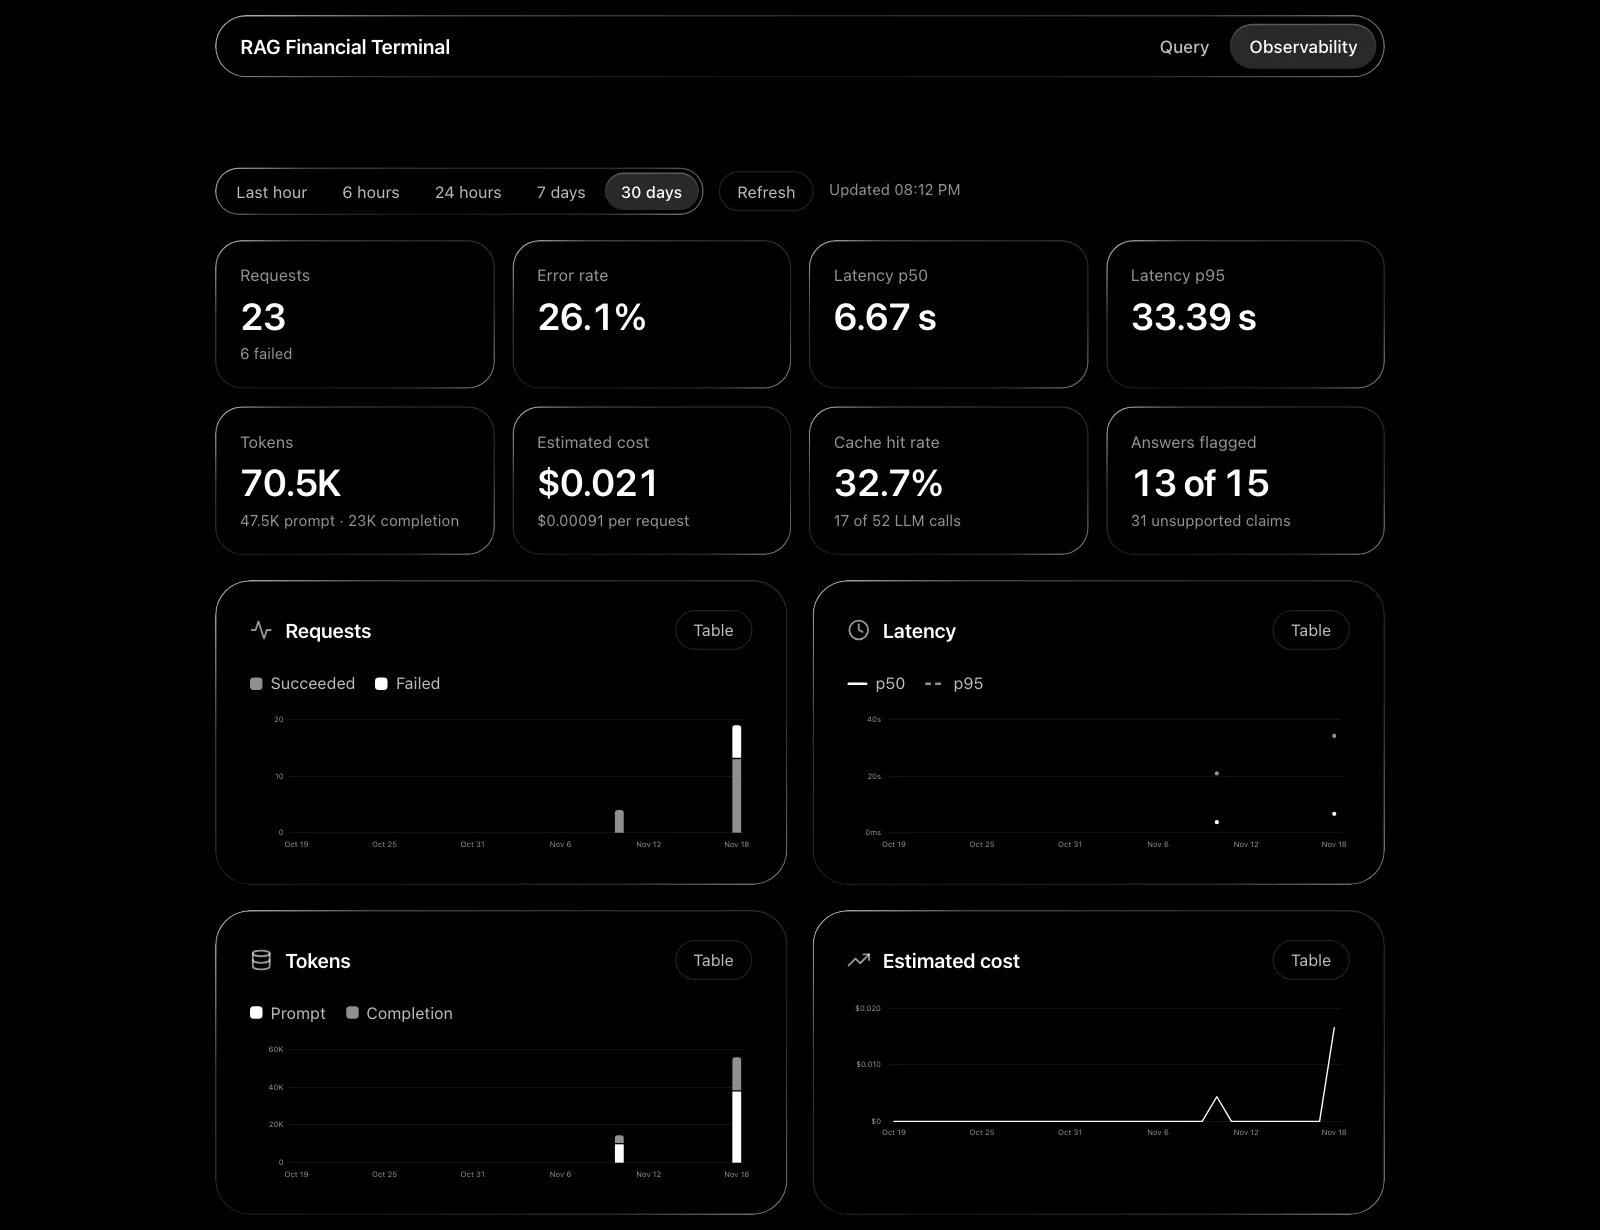 RAG Financial Terminal
Query
Observability
Last hour
6 hours
24 hours
7 days
30 days
Refresh
Updated 08:12 PM
Requests
23
6 failed
Error rate
26.1%
Latency p50
6.67 s
Latency p95
33.39 s
Tokens
70.5K
47.5K prompt · 23K completion
Estimated cost
$0.021
$0.00091 per request
Cache hit rate
32.7%
17 of 52 LLM calls
Answers flagged
13 of 15
31 unsupported claims
Requests
Table
Succeeded
Failed
20
10
0
Oct 19
Oct 25
Oct 31
Nov 6
Nov 12
Nov 18
Latency
Table
p50
p95
40s
20s
0ms
Oct 19
Oct 25
Oct 31
Nov 6
Nov 12
Nov 18
Tokens
Table
Prompt
Completion
60K
40K
20K
0
Oct 19
Oct 25
Oct 31
Nov 6
Nov 12
Nov 18
Estimated cost
Table
$0.020
$0.010
$0
Oct 19
Oct 25
Oct 31
Nov 6
Nov 12
Nov 18